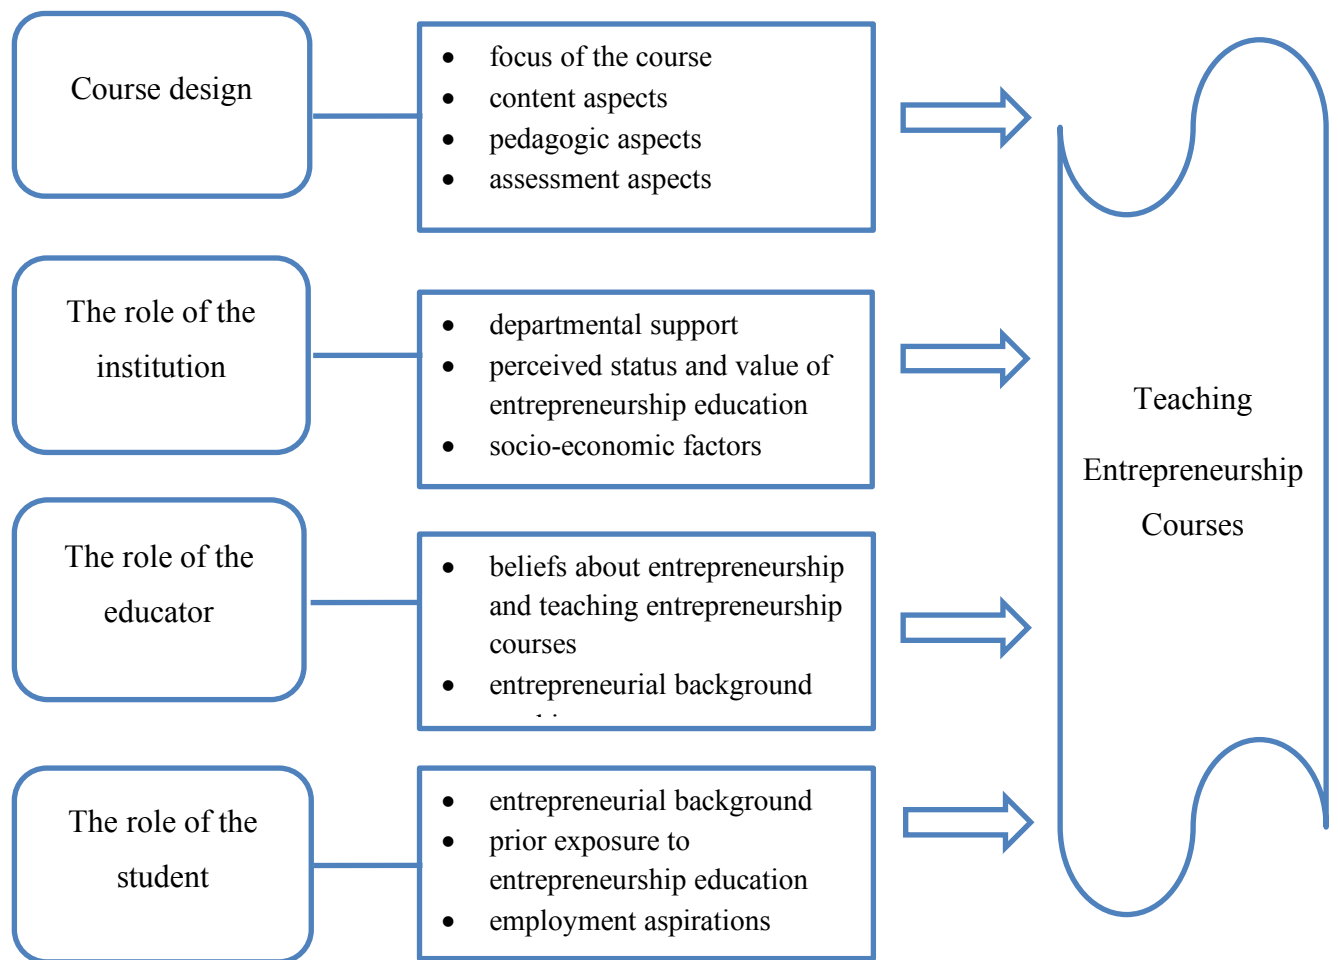 Course design
• focus of the course
• content aspects
• pedagogic aspects
• assessment aspects
The role of the
institution
• departmental support
• perceived status and value of
entrepreneurship education
• socio-economic factors
The role of the
educator
• beliefs about entrepreneurship
and teaching entrepreneurship
courses
• entrepreneurial background
The role of the
student
• entrepreneurial background
• prior exposure to
entrepreneurship education
• employment aspirations
Teaching
Entrepreneurship
Courses